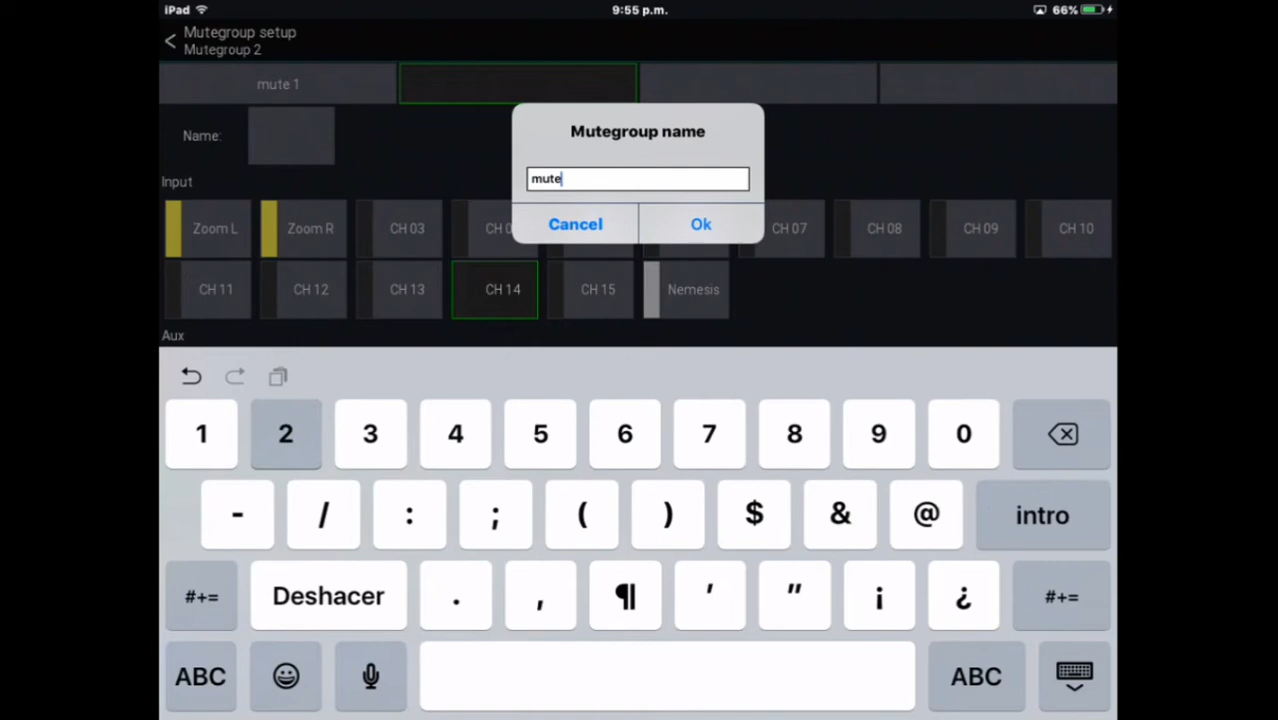 iPad 9:55 p.m. 66%
Mutegroup setup
Mutegroup 2
mute 1
Name:
Mutegroup name
mute
Cancel Ok
Input
Zoom L Zoom R CH 03 CH 0 CH 07 CH 08 CH 09 CH 10
CH 11 CH 12 CH 13 CH 14 CH 15 Nemesis
Aux
1 2 3 4 5 6 7 8 9 0
- / : ; ( ) $ & @ intro
#+= Deshacer . , ¶ ' " ¡ ¿ #+=
ABC ABC